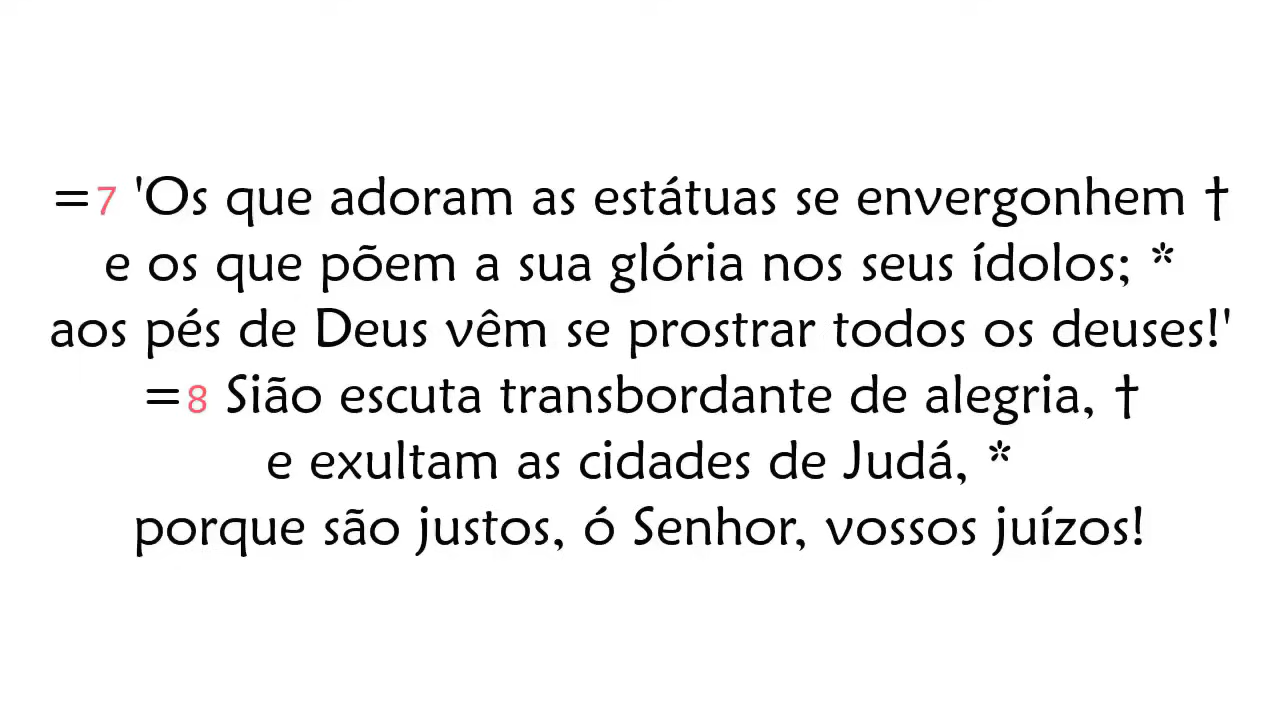 =7 'Os que adoram as estátuas se envergonhem †
e os que põem a sua glória nos seus ídolos; *
aos pés de Deus vêm se prostrar todos os deuses!'
=8 Sião escuta transbordante de alegria, †
e exultam as cidades de Judá, *
porque são justos, ó Senhor, vossos juízos!